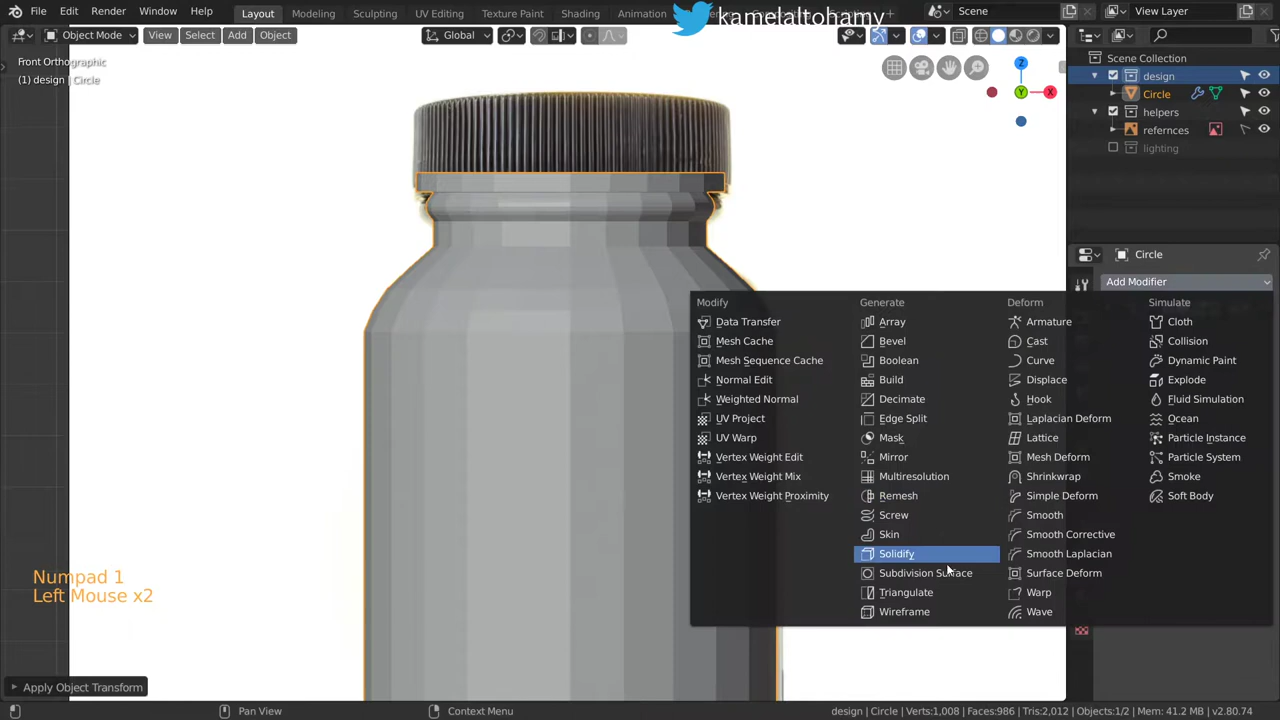 File Edit Render Window Help Layout Modeling Sculpting UV Editing Texture Paint Shading Animation kamelaltohamy Scene View Layer
Object Mode View Select Add Object Global
Front Orthographic
(1) design | Circle
Z
Y X
Scene Collection
design
Circle
helpers
refernces
lighting
Circle
Add Modifier
Modify Generate Deform Simulate
Data Transfer Array Armature Cloth
Mesh Cache Bevel Cast Collision
Mesh Sequence Cache Boolean Curve Dynamic Paint
Normal Edit Build Displace Explode
Weighted Normal Decimate Hook Fluid Simulation
UV Project Edge Split Laplacian Deform Ocean
UV Warp Mask Lattice Particle Instance
Vertex Weight Edit Mirror Mesh Deform Particle System
Vertex Weight Mix Multiresolution Shrinkwrap Smoke
Vertex Weight Proximity Remesh Simple Deform Soft Body
Screw Smooth
Skin Smooth Corrective
Solidify Smooth Laplacian
Subdivision Surface Surface Deform
Triangulate Warp
Wireframe Wave
Numpad 1
Left Mouse x2
Apply Object Transform
Pan View Context Menu design | Circle | Verts:1,008 | Faces:986 | Tris:2,012 | Objects:1/2 | Mem: 41.2 MB | v2.80.74